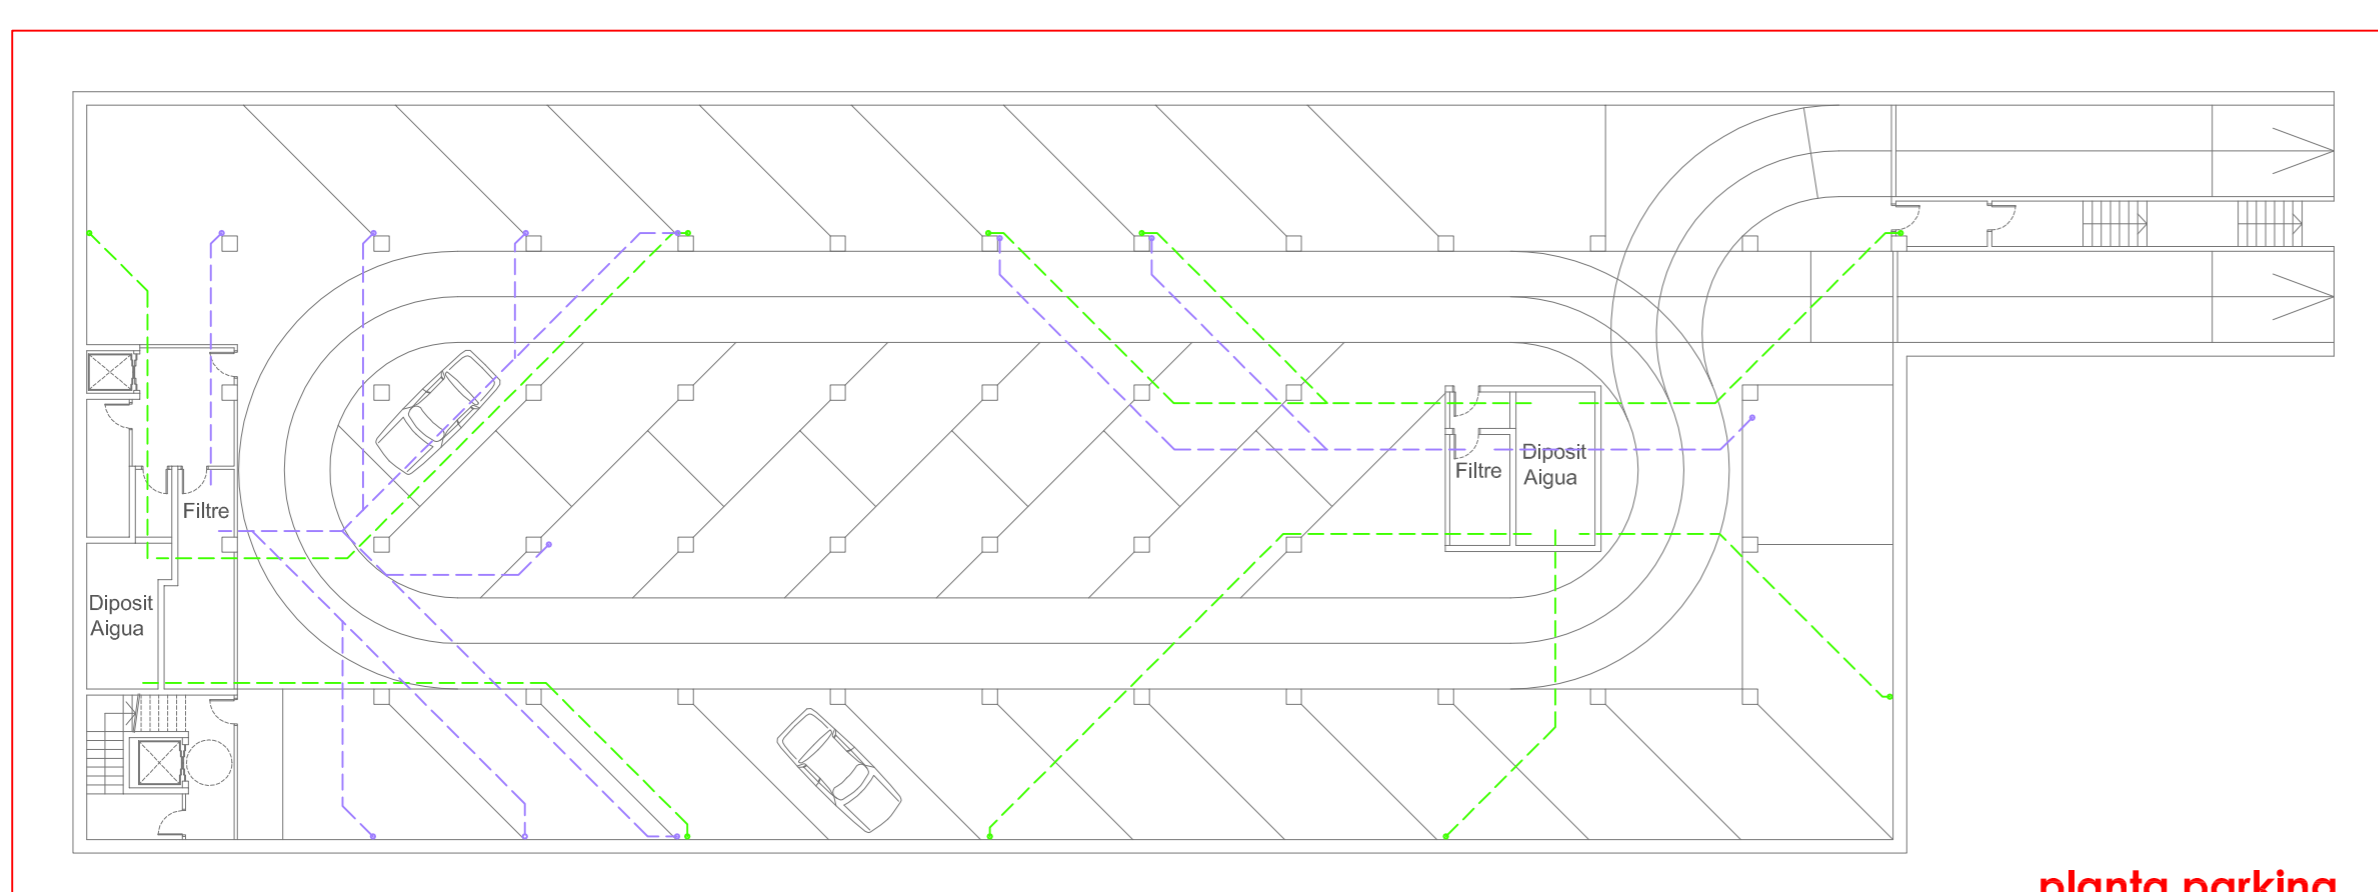 Filtre
Diposit
Aigua
Filtre
Diposit
Aigua
planta parking